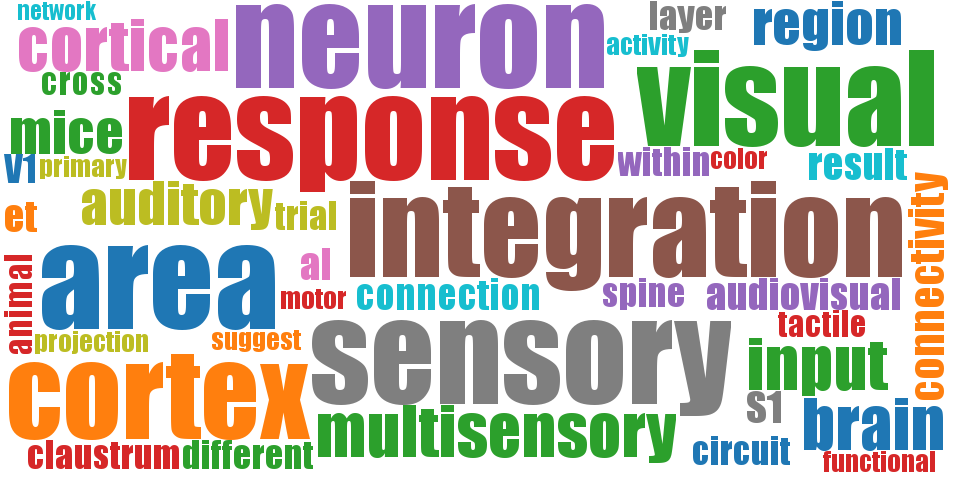 network
cortical
neuron
layer
region
activity
cross
visual
response
mice
V1
primary
within
color
result
auditory
trial
integration
connectivity
et
al
area
animal
motor
connection
spine
audiovisual
tactile
projection
suggest
sensory
input
cortex
S1
multisensory
brain
claustrum
different
circuit
functional